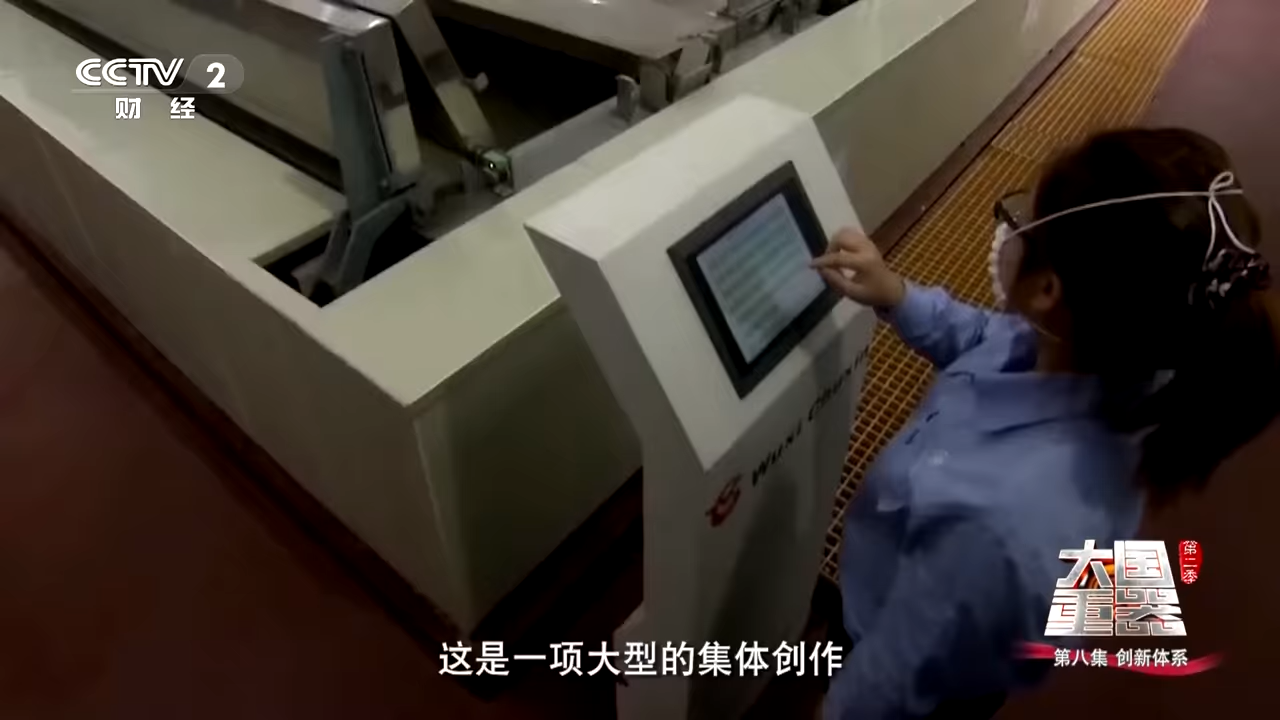 CCTV 2
财 经
WUXI
第二季
大国
重器
第八集 创新体系
这是一项大型的集体创作